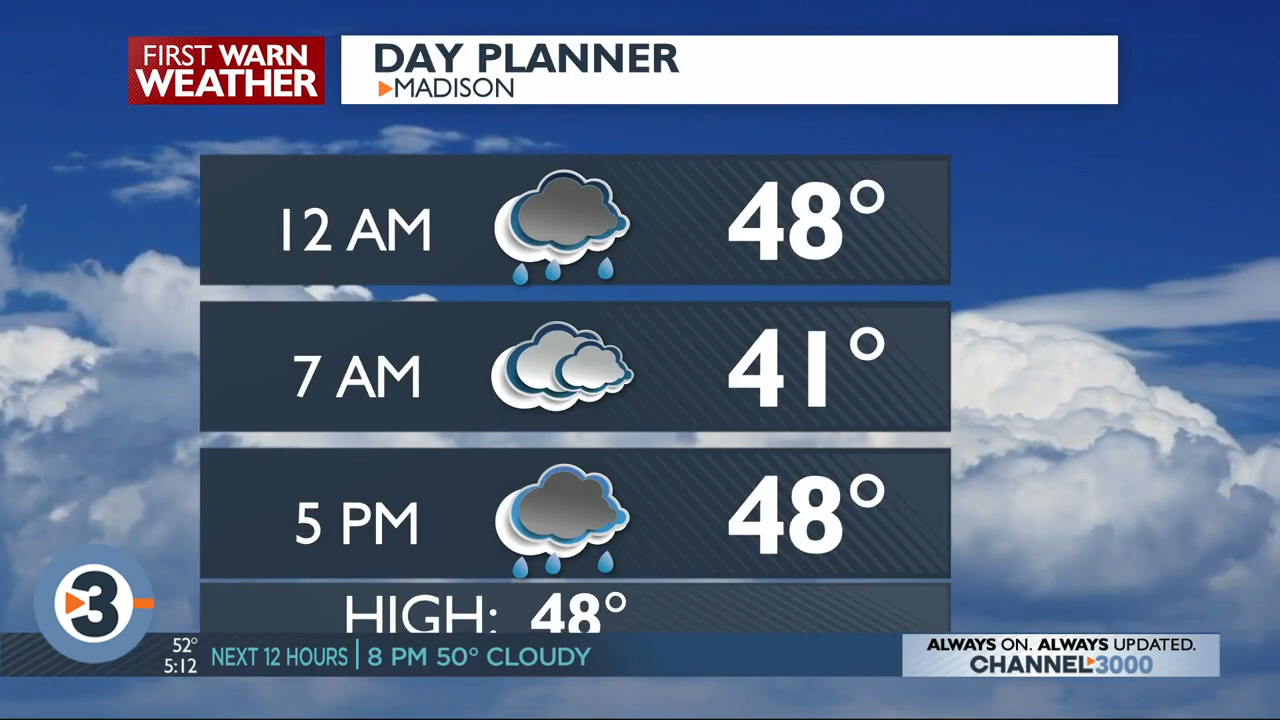 FIRST WARN
WEATHER
DAY PLANNER
MADISON
12 AM 48°
7 AM 41°
5 PM 48°
HIGH: 48°
3
52°
5:12
NEXT 12 HOURS | 8 PM 50° CLOUDY
ALWAYS ON. ALWAYS UPDATED.
CHANNEL3000